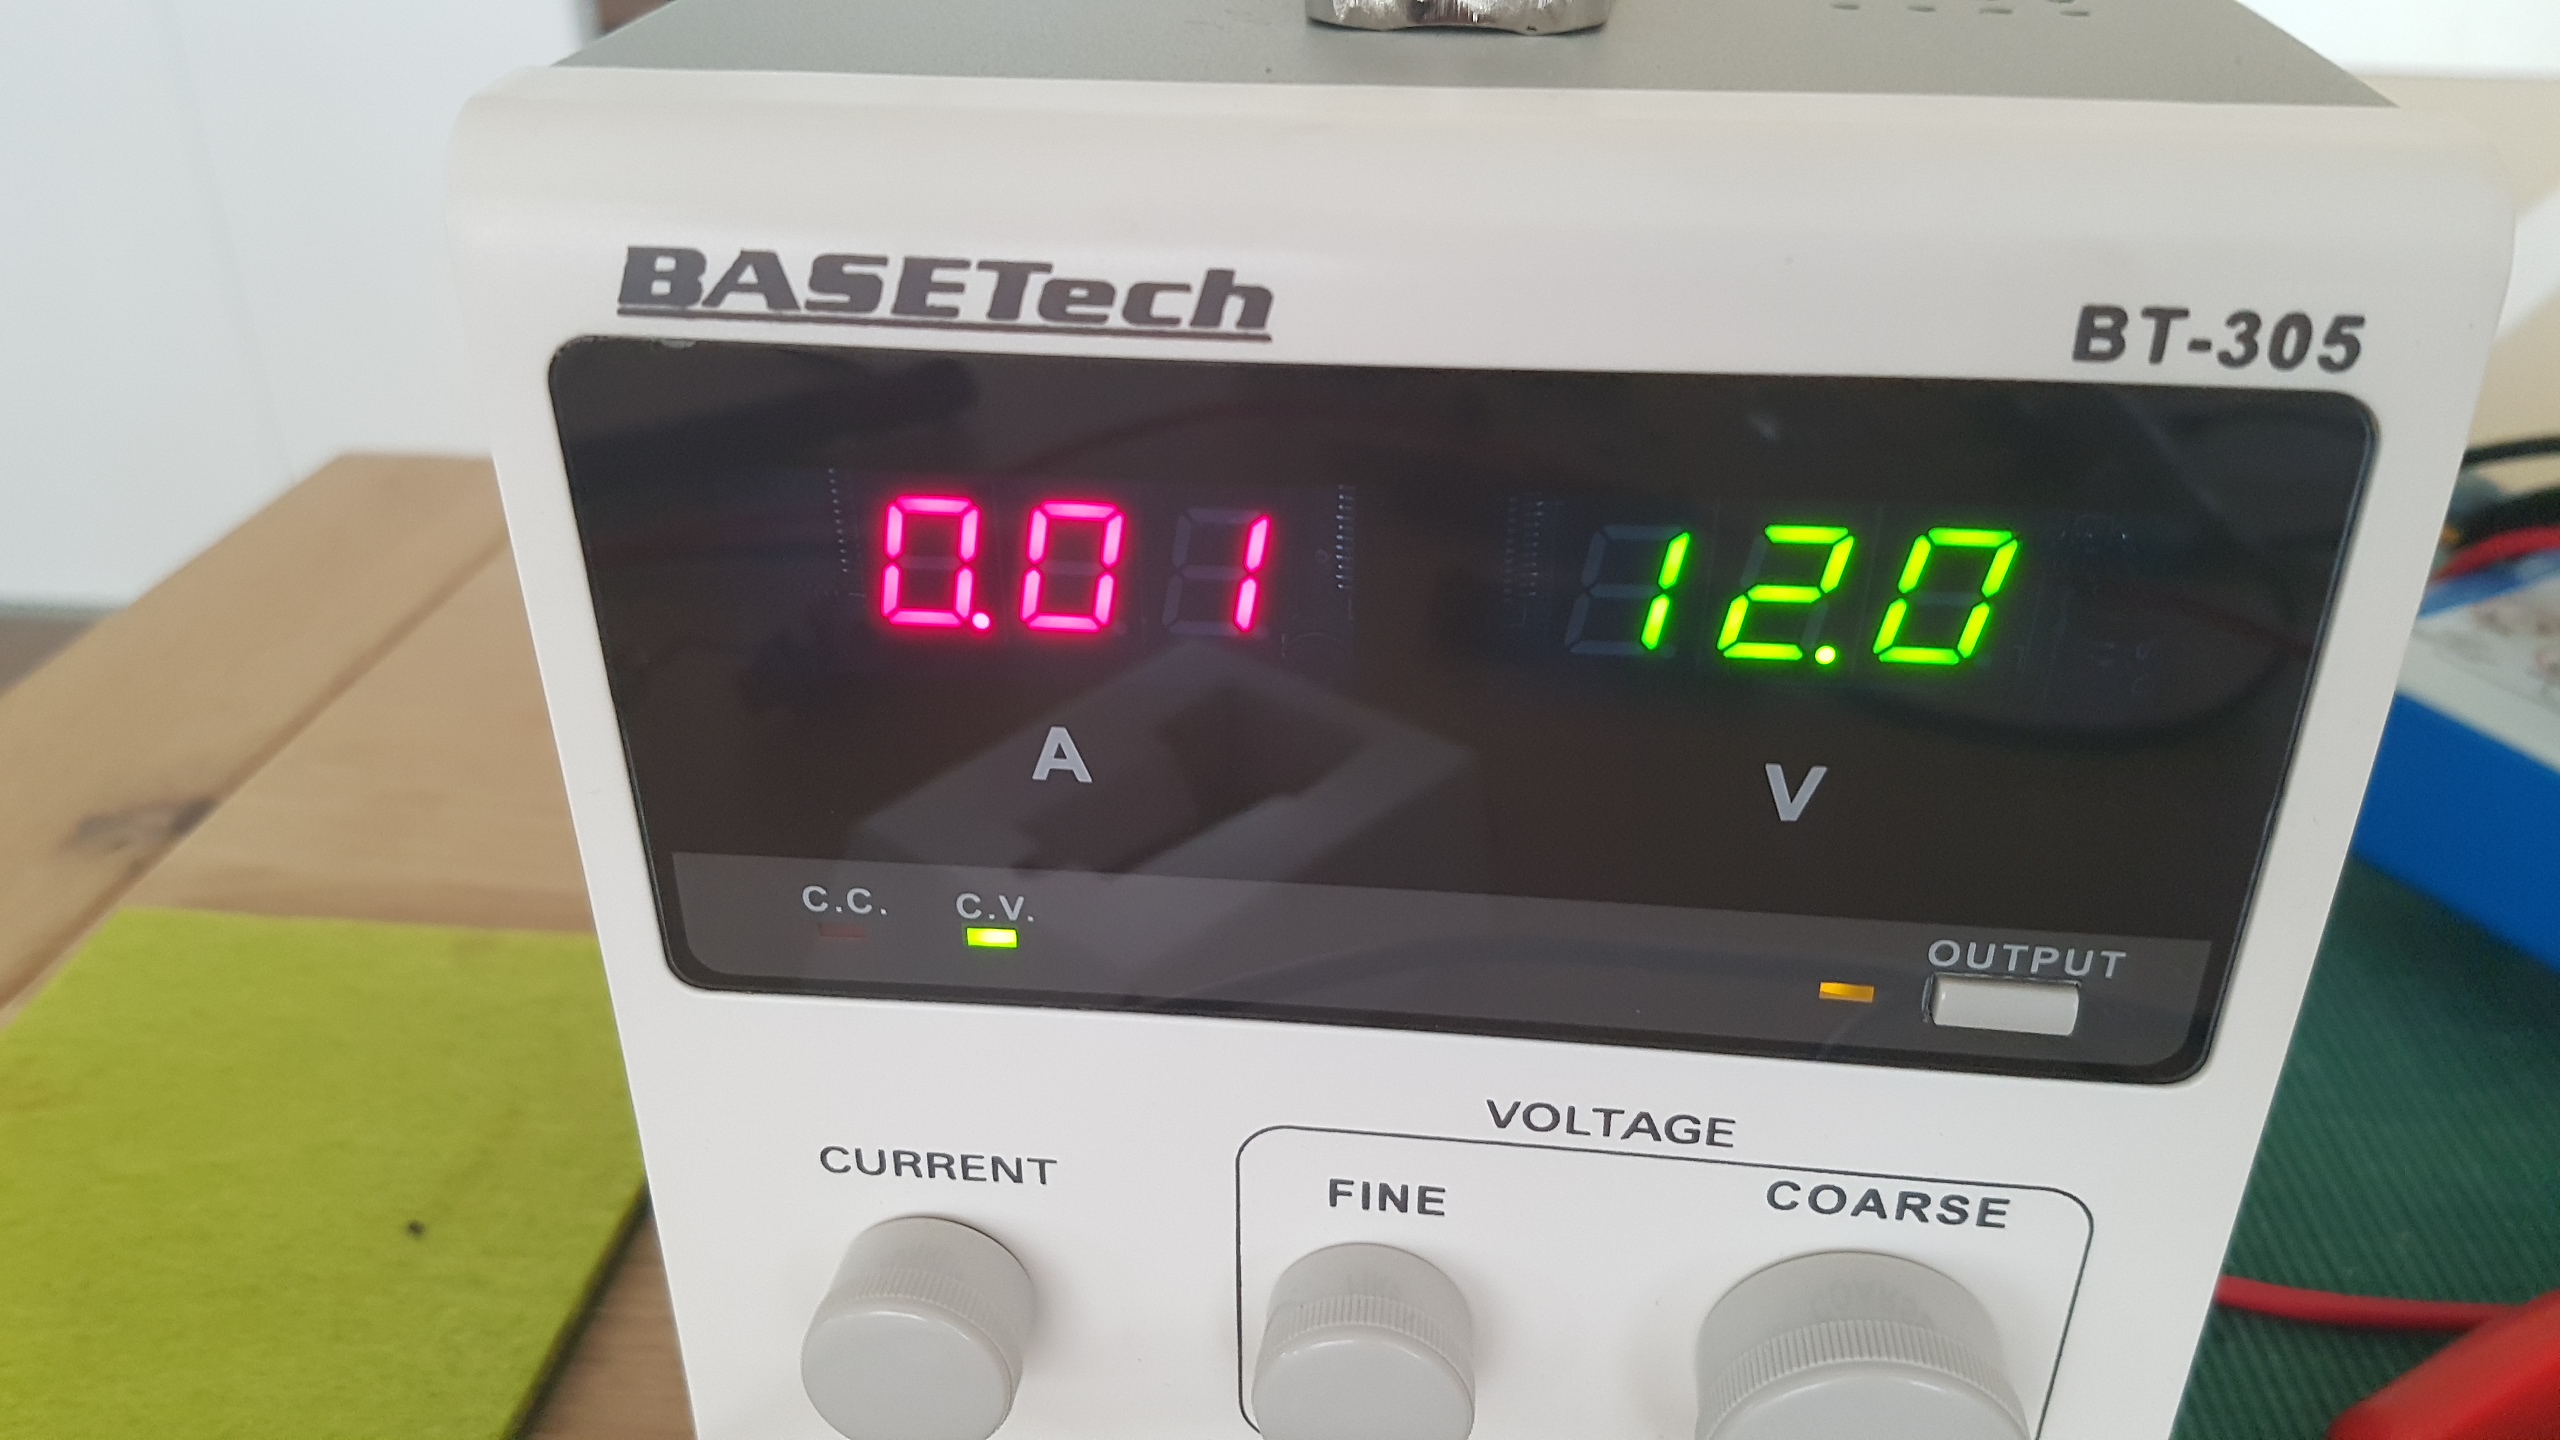 BASETech
BT-305
0.01
12.0
A
V
C.C.
C.V.
OUTPUT
VOLTAGE
CURRENT
FINE
COARSE